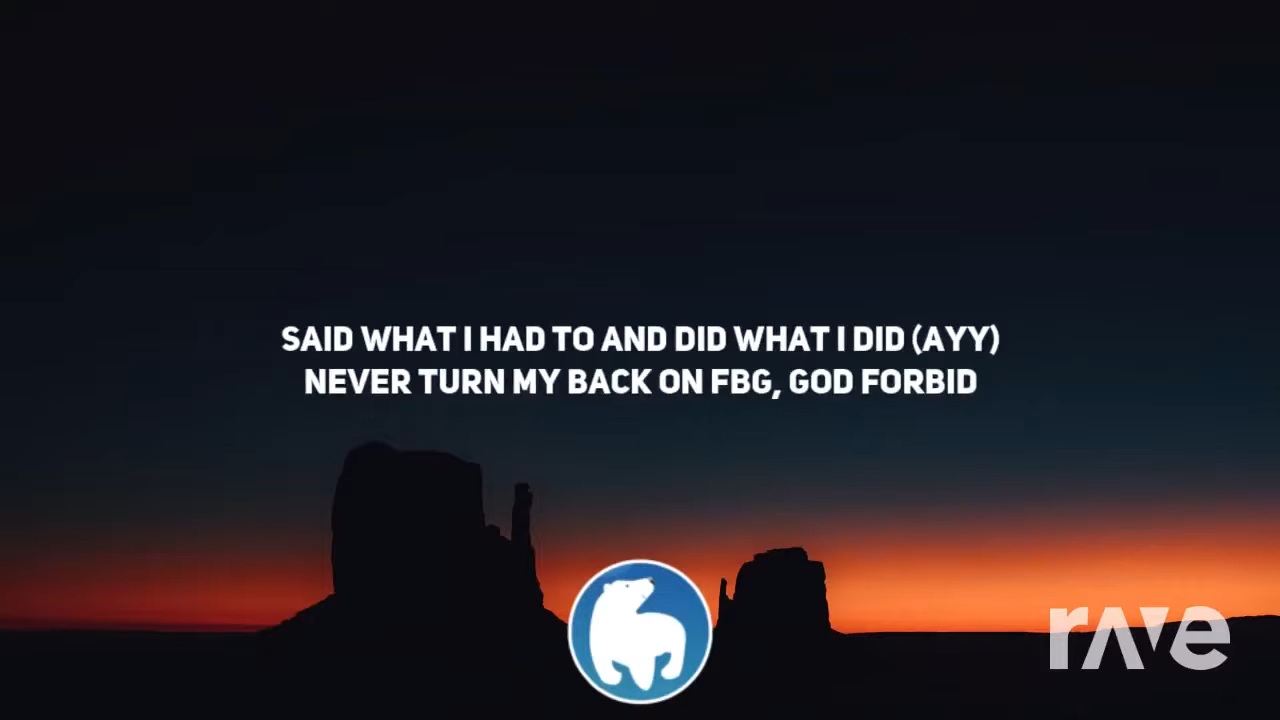 SAID WHAT I HAD TO AND DID WHAT I DID (AYY)
NEVER TURN MY BACK ON FBG, GOD FORBID
rave